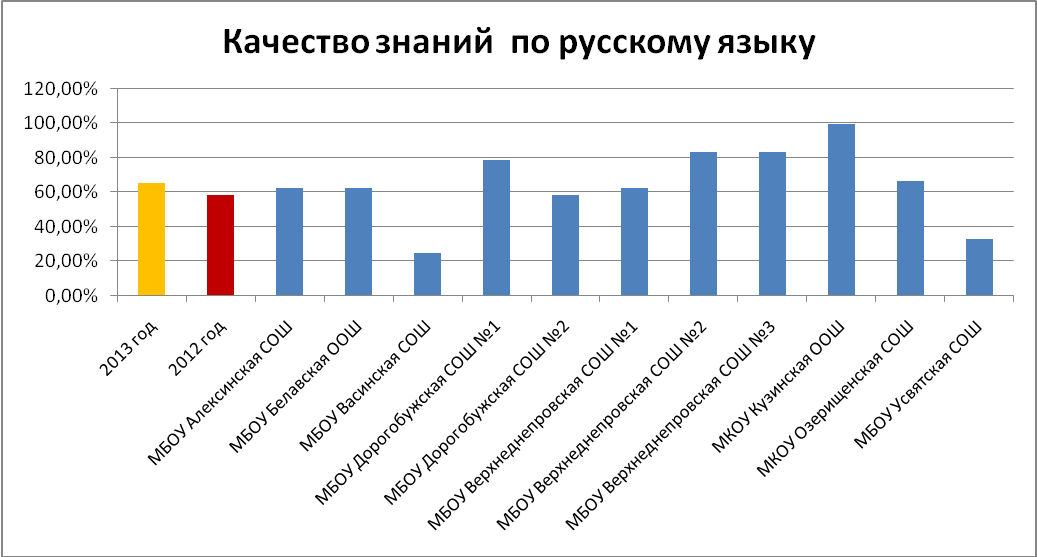 Качество знаний по русскому языку
120,00%
100,00%
80,00%
60,00%
40,00%
20,00%
0,00%
2013 год
2012 год
МБОУ Алексинская СОШ
МБОУ Белавская ООШ
МБОУ Васинская СОШ
МБОУ Дорогобужская СОШ №1
МБОУ Дорогобужская СОШ №2
МБОУ Верхнеднепровская СОШ №1
МБОУ Верхнеднепровская СОШ №2
МБОУ Верхнеднепровская СОШ №3
МКОУ Кузинская ООШ
МКОУ Озерищенская СОШ
МБОУ Усвятская СОШ